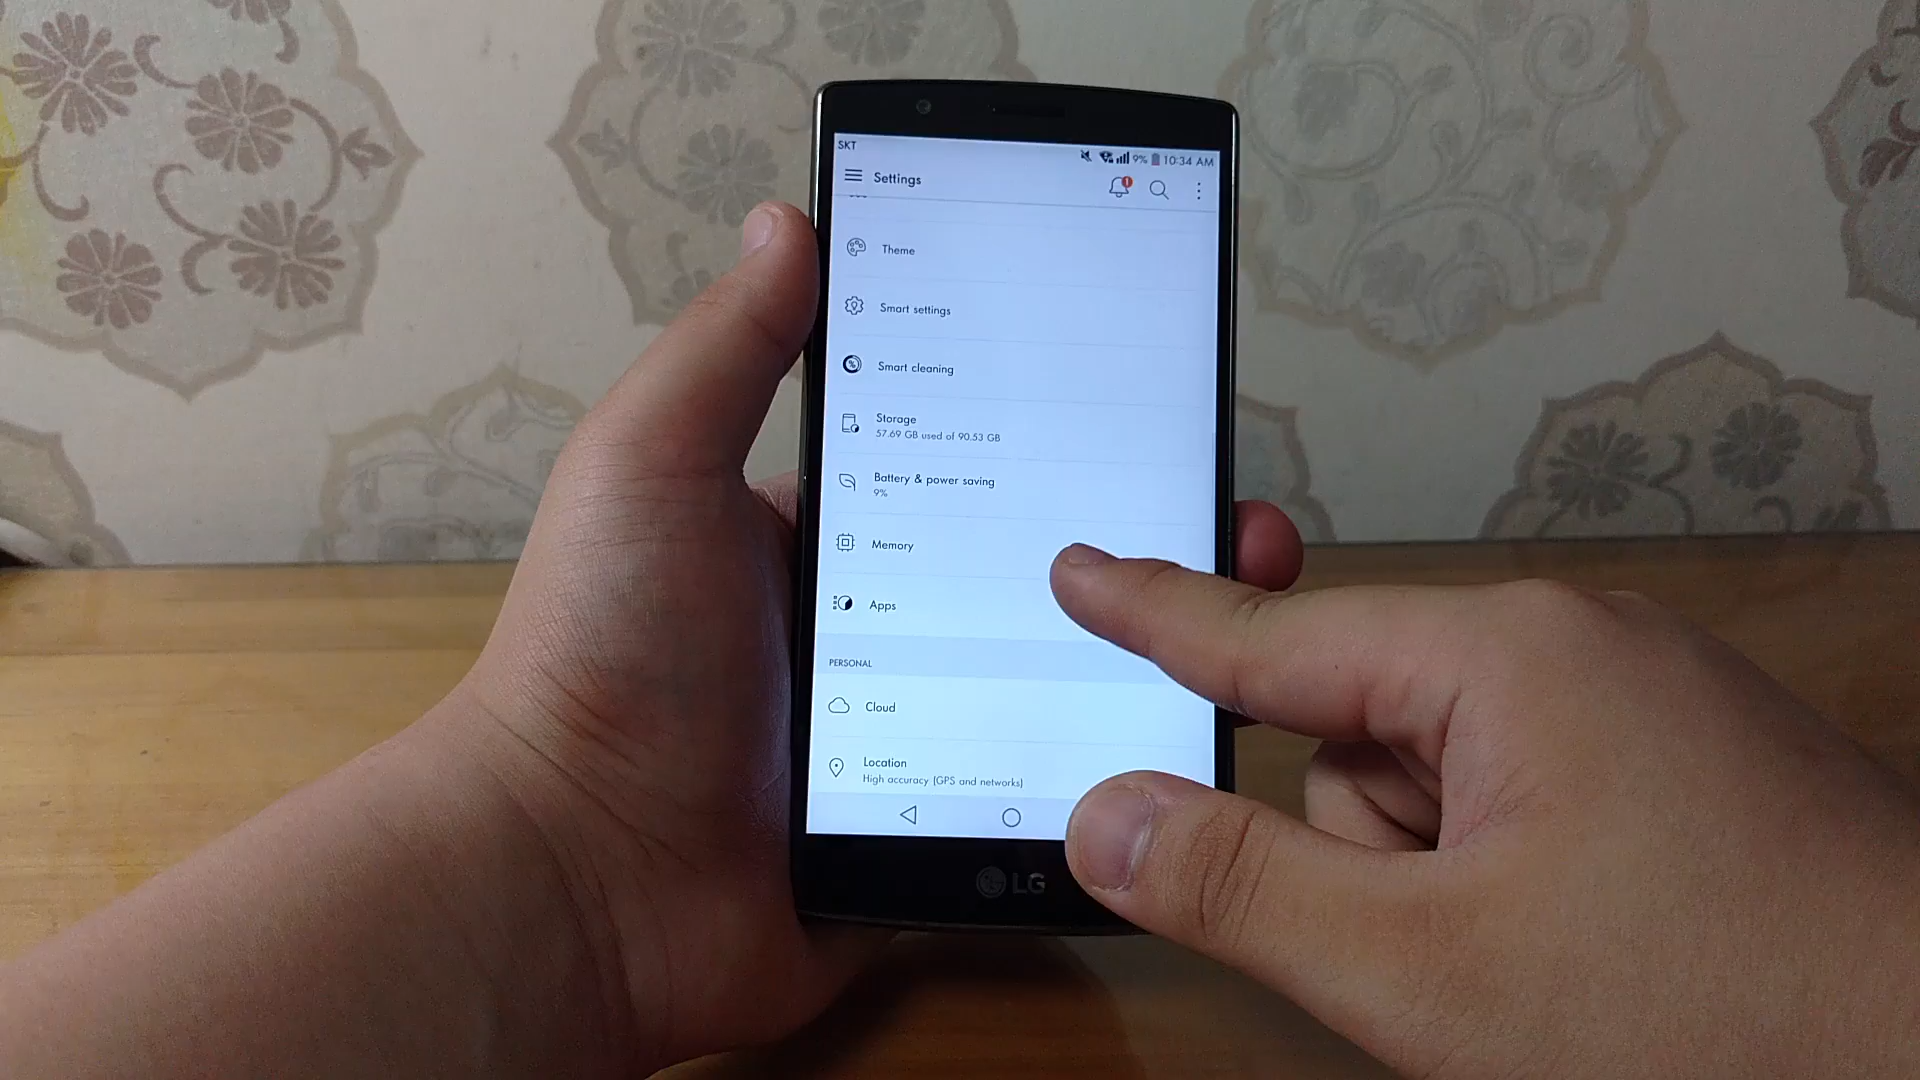 SKT
9% 10:34 AM
Settings
1
Theme
Smart settings
Smart cleaning
Storage
57.69 GB used of 90.53 GB
Battery & power saving
9%
Memory
Apps
PERSONAL
Cloud
Location
High accuracy (GPS and networks)
LG